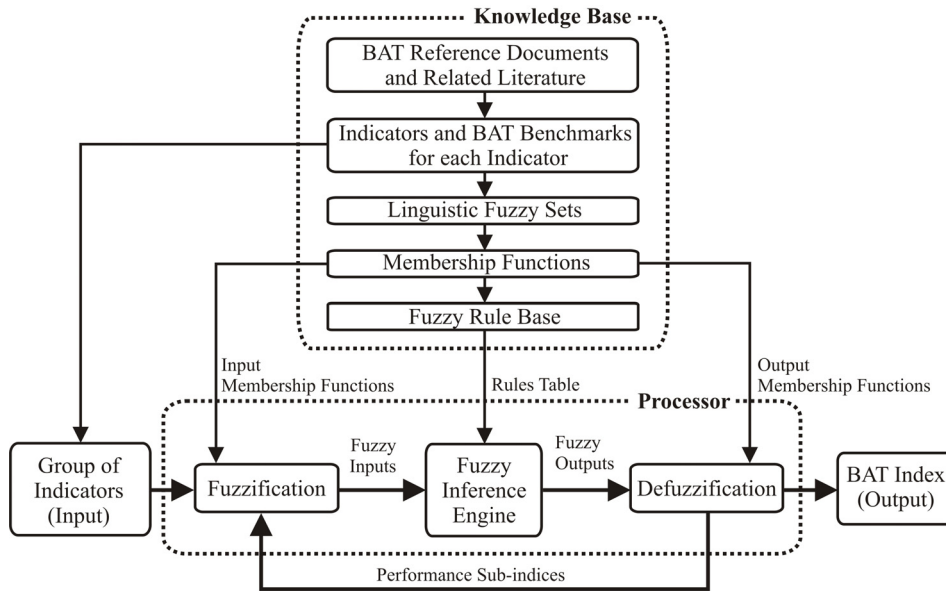 Knowledge Base
BAT Reference Documents
and Related Literature
Indicators and BAT Benchmarks
for each Indicator
Linguistic Fuzzy Sets
Membership Functions
Fuzzy Rule Base
Input
Membership Functions
Rules Table
Output
Membership Functions
Processor
Group of
Indicators
(Input)
Fuzzification
Fuzzy
Inputs
Fuzzy
Inference
Engine
Fuzzy
Outputs
Defuzzification
BAT Index
(Output)
Performance Sub-indices